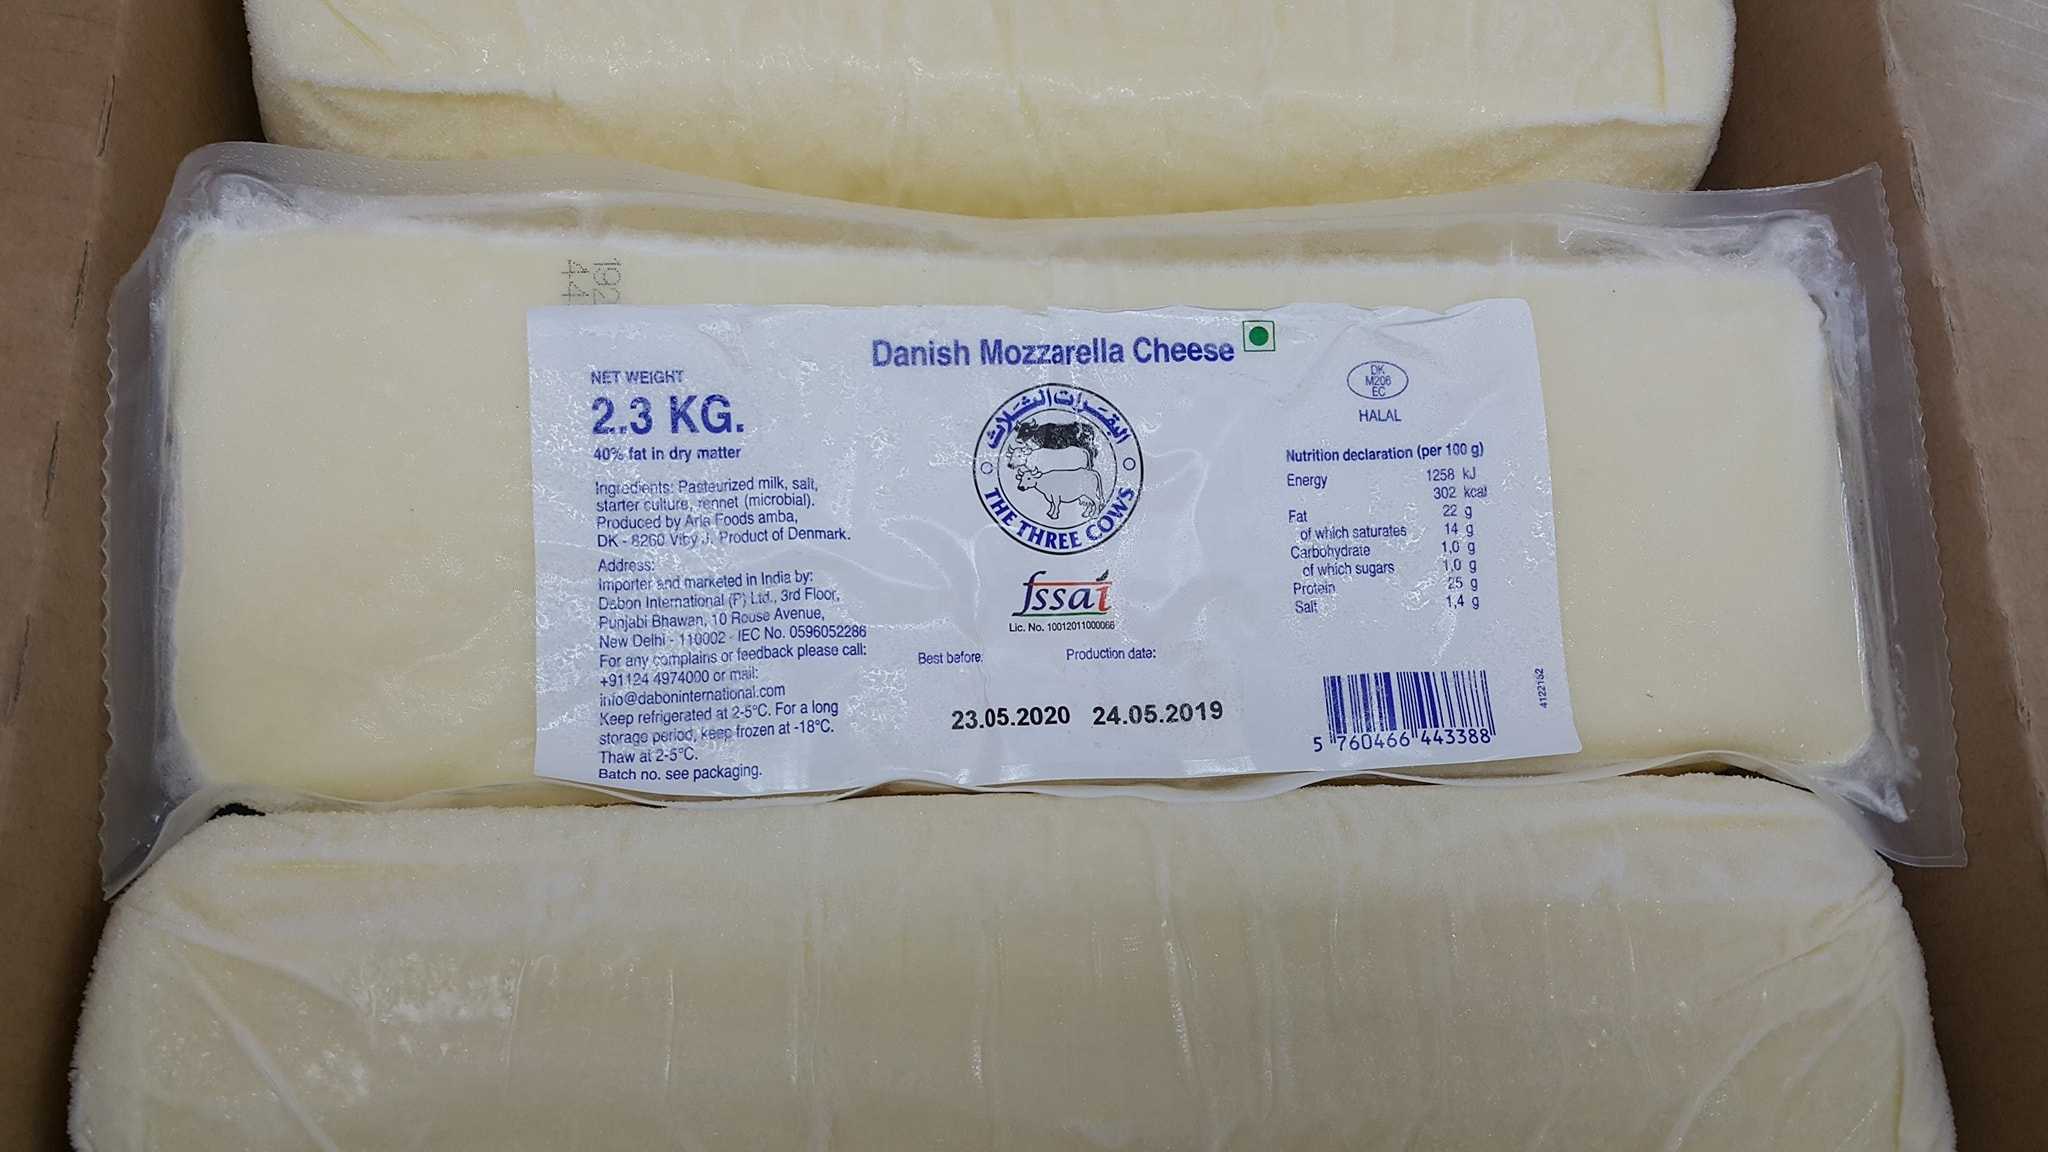 192
44
Danish Mozzarella Cheese
NET WEIGHT
2.3 KG.
40% fat in dry matter
Ingredients: Pasteurized milk, salt,
starter culture, rennet (microbial).
Produced by Arla Foods amba,
DK - 8260 Viby J. Product of Denmark.
Address:
Importer and marketed in India by:
Dabon International (P) Ltd., 3rd Floor,
Punjabi Bhawan, 10 Rouse Avenue,
New Delhi - 110002 - IEC No. 0596052286
For any complains or feedback please call:
+91124 4974000 or mail:
info@daboninternational.com
Keep refrigerated at 2-5°C. For a long
storage period, keep frozen at -18°C.
Thaw at 2-5°C.
Batch no. see packaging.
البقرات الثلاث
THE THREE COWS
fssai
Lic. No. 10012011000066
Best before:
Production date:
23.05.2020 24.05.2019
DK
M206
EC
HALAL
Nutrition declaration (per 100 g)
Energy 1258 kJ
302 kcal
Fat 22 g
of which saturates 14 g
Carbohydrate 1,0 g
of which sugars 1,0 g
Protein 25 g
Salt 1,4 g
5 760466 443388
4122152